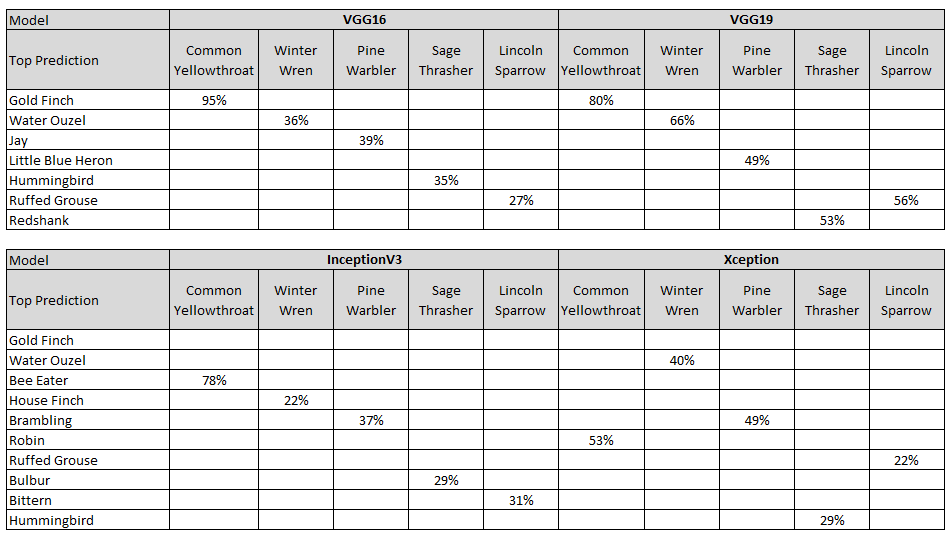 Model VGG16 VGG19
Top Prediction Common Yellowthroat Winter Wren Pine Warbler Sage Thrasher Lincoln Sparrow Common Yellowthroat Winter Wren Pine Warbler Sage Thrasher Lincoln Sparrow
Gold Finch 95% 80%
Water Ouzel 36% 66%
Jay 39%
Little Blue Heron 49%
Hummingbird 35%
Ruffed Grouse 27% 56%
Redshank 53%
Model InceptionV3 Xception
Top Prediction Common Yellowthroat Winter Wren Pine Warbler Sage Thrasher Lincoln Sparrow Common Yellowthroat Winter Wren Pine Warbler Sage Thrasher Lincoln Sparrow
Gold Finch
Water Ouzel 40%
Bee Eater 78%
House Finch 22%
Brambling 37% 49%
Robin 53%
Ruffed Grouse 22%
Bulbur 29%
Bittern 31%
Hummingbird 29%